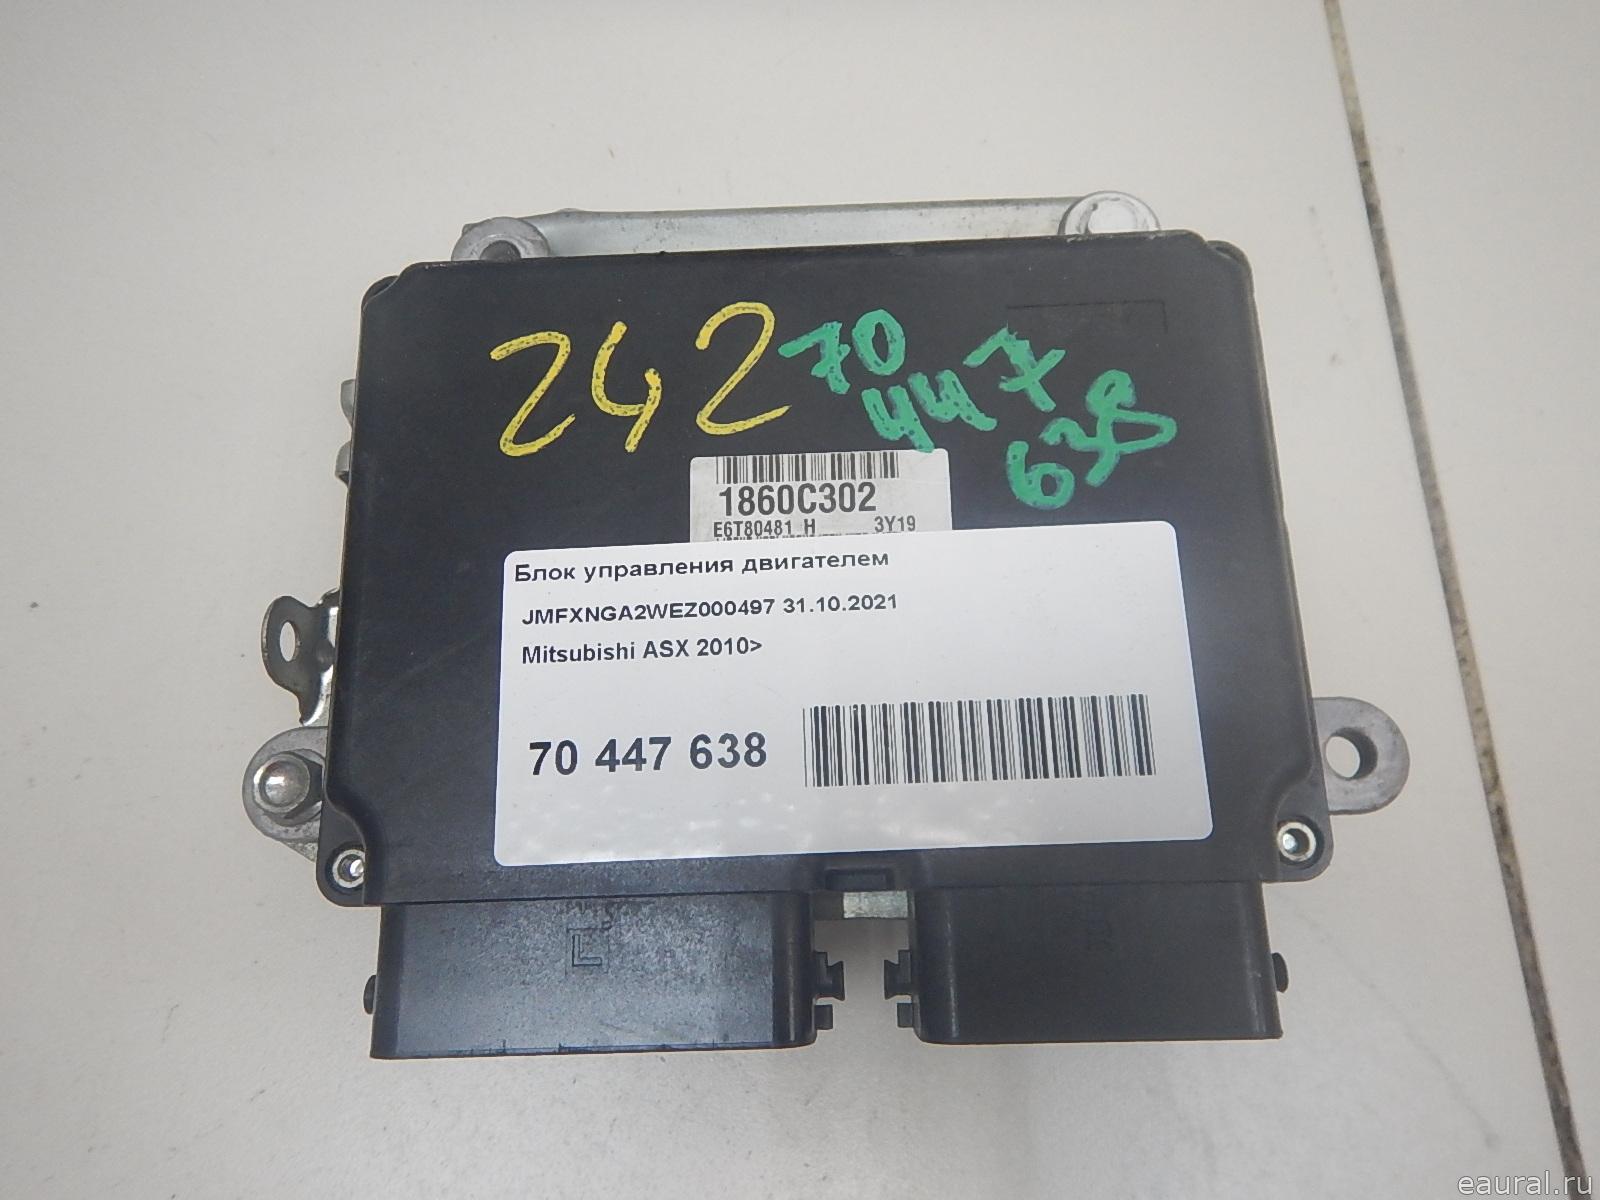 242
70
447
638
1860C302
E6T80481 H 3Y19
Блок управления двигателем
JMFXNGA2WEZ000497 31.10.2021
Mitsubishi ASX 2010>
70 447 638
L
R
eaural.ru